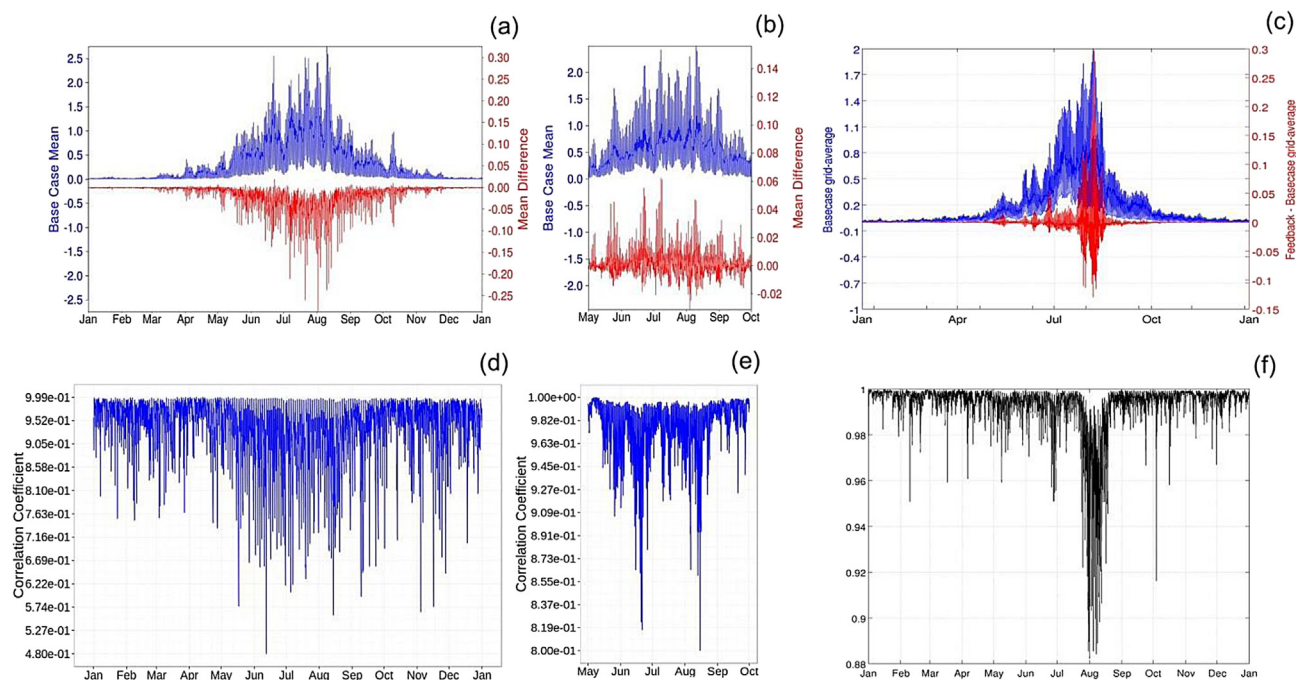 (a)
Base Case Mean
2.5
2.0
1.5
1.0
0.5
0.0
-0.5
-1.0
-1.5
-2.0
-2.5
0.30
0.25
0.20
0.15
0.10
0.05
0.00
-0.05
-0.10
-0.15
-0.20
-0.25
Mean Difference
Jan Feb Mar Apr May Jun Jul Aug Sep Oct Nov Dec Jan
(b)
Base Case Mean
2.0
1.5
1.0
0.5
0.0
-0.5
-1.0
-1.5
-2.0
0.14
0.12
0.10
0.08
0.06
0.04
0.02
0.00
-0.02
Mean Difference
May Jun Jul Aug Sep Oct
(c)
Basecase grid-average
2
1.7
1.4
1.1
0.8
0.5
0.2
-0.1
-0.4
-0.7
-1
0.3
0.25
0.2
0.15
0.1
0.05
0
-0.05
-0.1
-0.15
Feedback - Basecase grid-average
Jan Apr Jul Oct Jan
(d)
Correlation Coefficient
9.99e-01
9.52e-01
9.05e-01
8.58e-01
8.10e-01
7.63e-01
7.16e-01
6.69e-01
6.22e-01
5.74e-01
5.27e-01
4.80e-01
Jan Feb Mar Apr May Jun Jul Aug Sep Oct Nov Dec Jan
(e)
Correlation Coefficient
1.00e+00
9.82e-01
9.63e-01
9.45e-01
9.27e-01
9.09e-01
8.91e-01
8.73e-01
8.55e-01
8.37e-01
8.19e-01
8.00e-01
May Jun Jul Aug Sep Oct
(f)
1
0.98
0.96
0.94
0.92
0.9
0.88
Jan Feb Mar Apr May Jun Jul Aug Sep Oct Nov Dec Jan